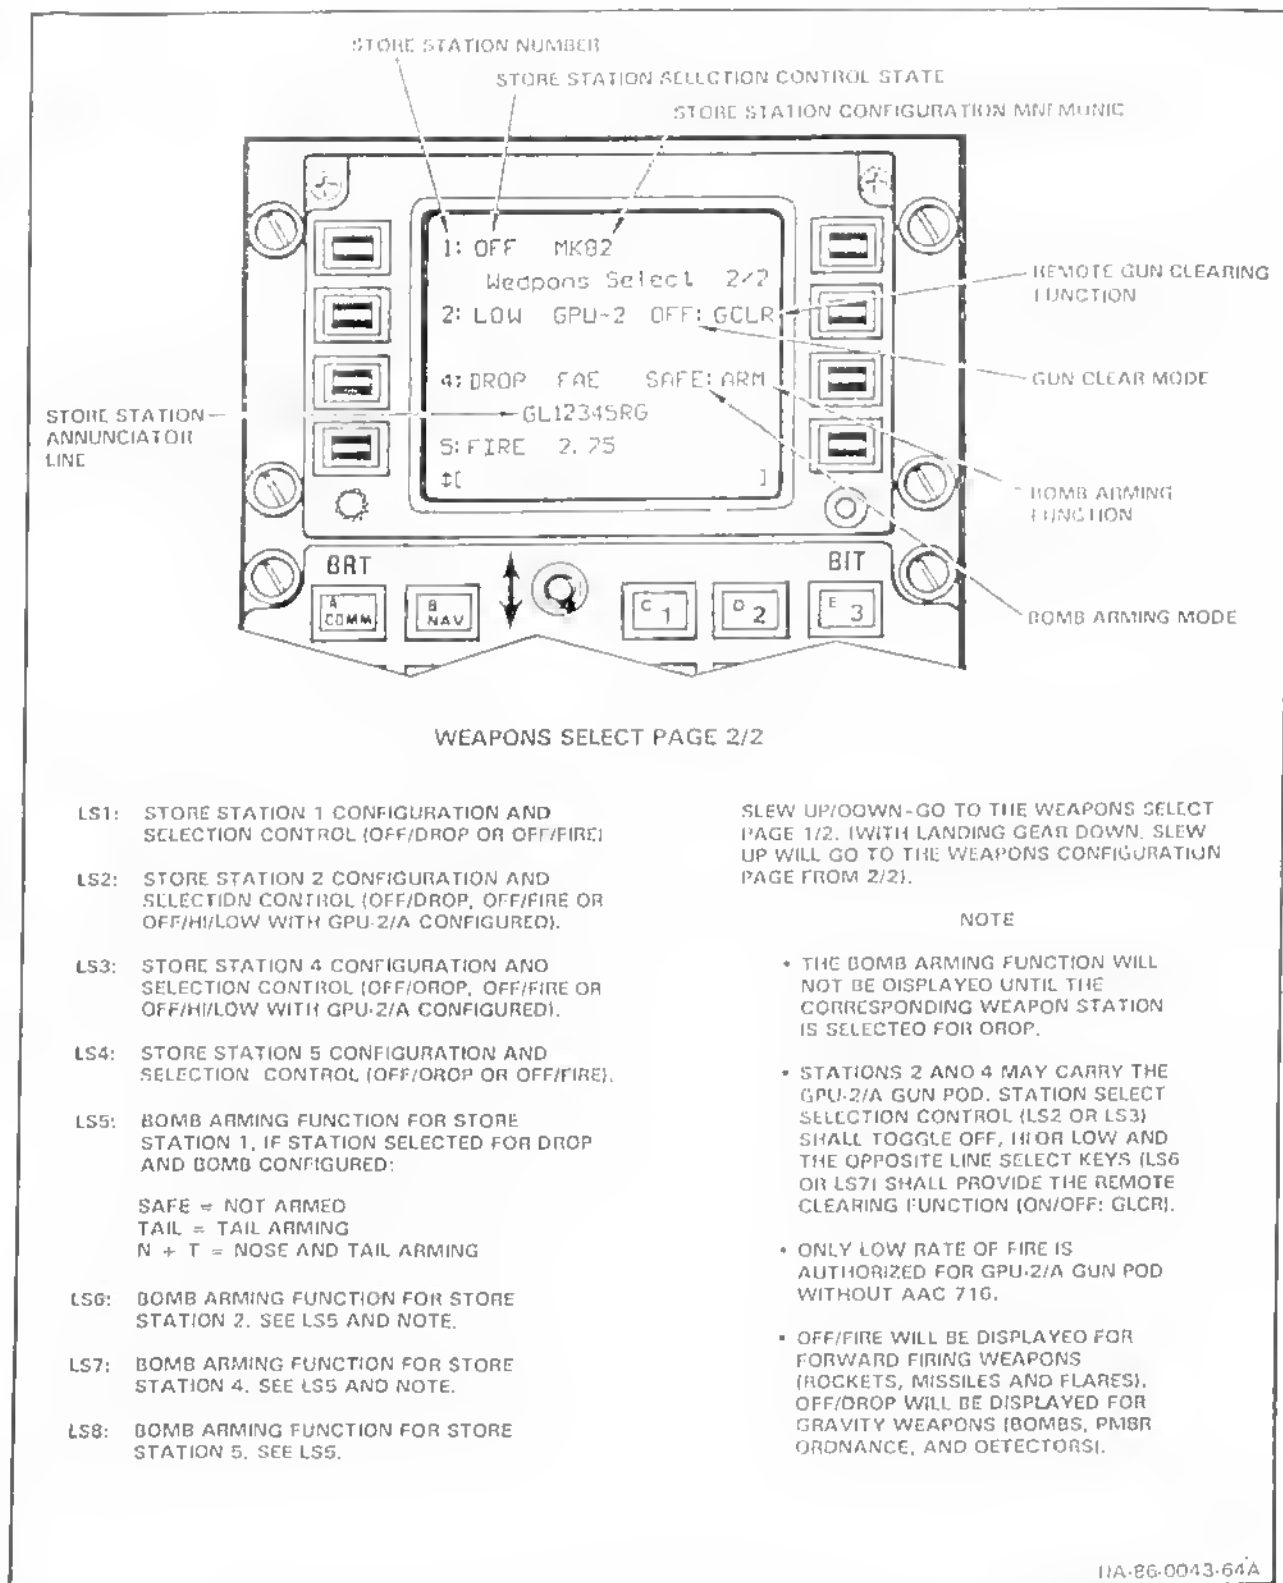 STORE STATION NUMBER
STORE STATION SELECTION CONTROL STATE
STORE STATION CONFIGURATION MNEMONIC
1: OFF MK82
Weapons Select 2/2
2: LOW GPU-2 OFF: GCLR
4: DROP FAE SAFE: ARM
GL12345RG
5: FIRE 2.75
↕[ ]
REMOTE GUN CLEARING
FUNCTION
GUN CLEAR MODE
STORE STATION
ANNUNCIATOR
LINE
BOMB ARMING
FUNCTION
BOMB ARMING MODE
BRT
BIT
A COMM
B NAV
C 1
D 2
E 3
WEAPONS SELECT PAGE 2/2
LS1: STORE STATION 1 CONFIGURATION AND
SELECTION CONTROL (OFF/DROP OR OFF/FIRE)
LS2: STORE STATION 2 CONFIGURATION AND
SELECTION CONTROL (OFF/DROP, OFF/FIRE OR
OFF/HI/LOW WITH GPU-2/A CONFIGURED).
LS3: STORE STATION 4 CONFIGURATION AND
SELECTION CONTROL (OFF/DROP, OFF/FIRE OR
OFF/HI/LOW WITH GPU-2/A CONFIGURED).
LS4: STORE STATION 5 CONFIGURATION AND
SELECTION CONTROL (OFF/DROP OR OFF/FIRE).
LS5: BOMB ARMING FUNCTION FOR STORE
STATION 1, IF STATION SELECTED FOR DROP
AND BOMB CONFIGURED:
SAFE = NOT ARMED
TAIL = TAIL ARMING
N + T = NOSE AND TAIL ARMING
LS6: BOMB ARMING FUNCTION FOR STORE
STATION 2. SEE LS5 AND NOTE.
LS7: BOMB ARMING FUNCTION FOR STORE
STATION 4. SEE LS5 AND NOTE.
LS8: BOMB ARMING FUNCTION FOR STORE
STATION 5. SEE LS5.
SLEW UP/DOWN-GO TO THE WEAPONS SELECT
PAGE 1/2. (WITH LANDING GEAR DOWN, SLEW
UP WILL GO TO THE WEAPONS CONFIGURATION
PAGE FROM 2/2).
NOTE
• THE BOMB ARMING FUNCTION WILL
NOT BE DISPLAYED UNTIL THE
CORRESPONDING WEAPON STATION
IS SELECTED FOR DROP.
• STATIONS 2 AND 4 MAY CARRY THE
GPU-2/A GUN POD. STATION SELECT
SELECTION CONTROL (LS2 OR LS3)
SHALL TOGGLE OFF, HI OR LOW AND
THE OPPOSITE LINE SELECT KEYS (LS6
OR LS7) SHALL PROVIDE THE REMOTE
CLEARING FUNCTION (ON/OFF: GLCR).
• ONLY LOW RATE OF FIRE IS
AUTHORIZED FOR GPU-2/A GUN POD
WITHOUT AAC 716.
• OFF/FIRE WILL BE DISPLAYED FOR
FORWARD FIRING WEAPONS
(ROCKETS, MISSILES AND FLARES).
OFF/DROP WILL BE DISPLAYED FOR
GRAVITY WEAPONS (BOMBS, PMBR
ORDNANCE, AND DETECTORS).
IIA-86-0043-64A